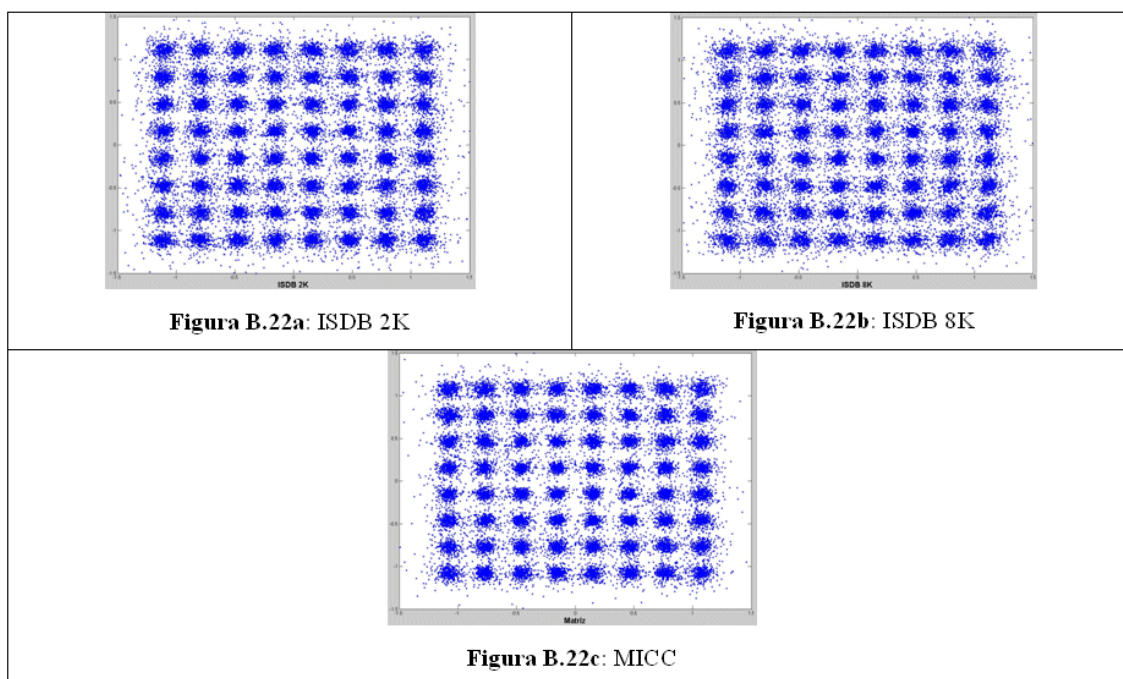 ISDB 2K
Figura B.22a: ISDB 2K
ISDB 8K
Figura B.22b: ISDB 8K
Matriz
Figura B.22c: MICC